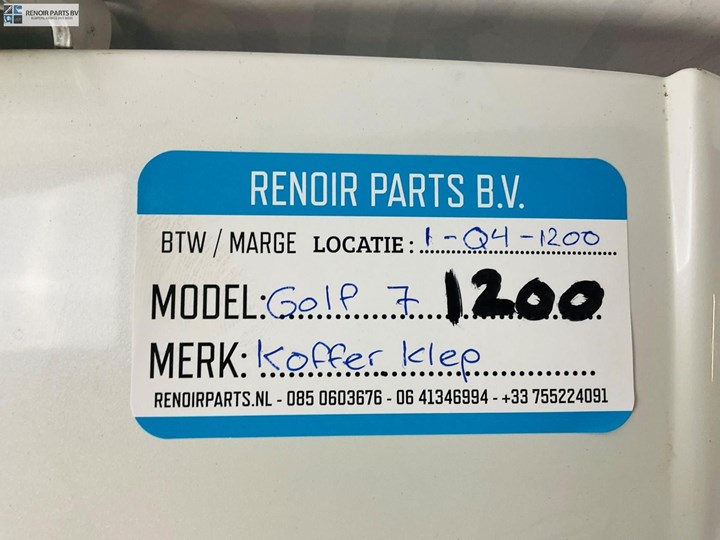 RENOIR PARTS BV
RENOIR PARTS B.V.
BTW / MARGE LOCATIE : 1-Q4-1200
MODEL: Golf 7 1200
MERK: Koffer klep
RENOIRPARTS.NL - 085 0603676 - 06 41346994 - +33 755224091